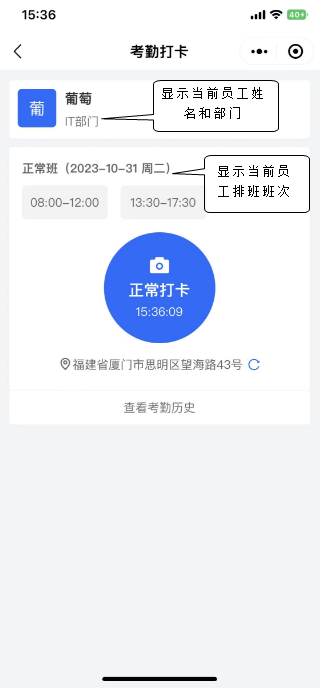 15:36
40+
考勤打卡
葡
葡萄
IT部门
显示当前员工姓
名和部门
正常班（2023-10-31 周二）
显示当前员
工排班班次
08:00-12:00
13:30-17:30
正常打卡
15:36:09
福建省厦门市思明区望海路43号
查看考勤历史